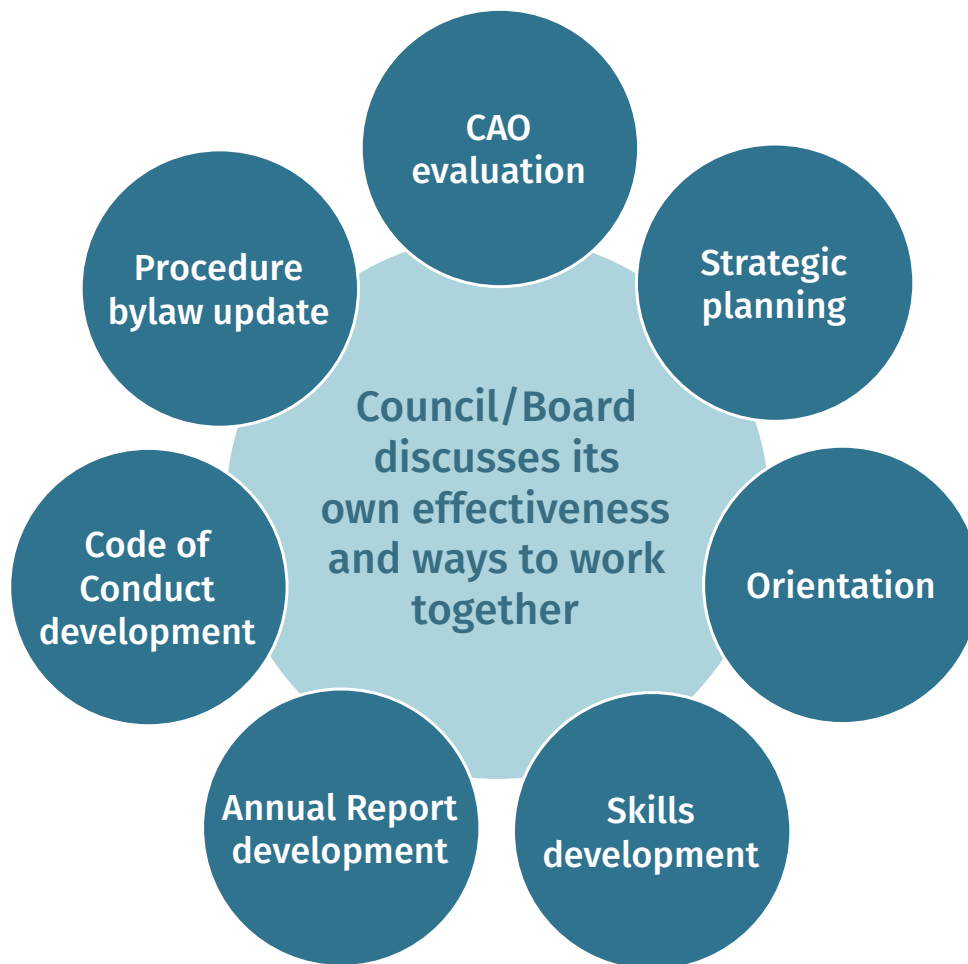 CAO
evaluation
Strategic
planning
Orientation
Skills
development
Annual Report
development
Code of
Conduct
development
Procedure
bylaw update
Council/Board
discusses its
own effectiveness
and ways to work
together